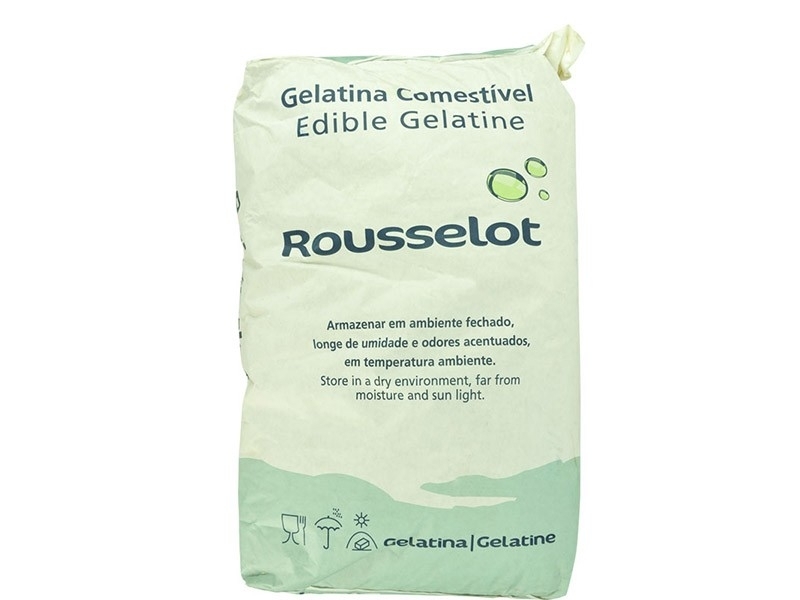 Gelatina Comestível
Edible Gelatine
Rousselot
Armazenar em ambiente fechado,
longe de umidade e odores acentuados,
em temperatura ambiente.
Store in a dry environment, far from
moisture and sun light.
Gelatina|Gelatine